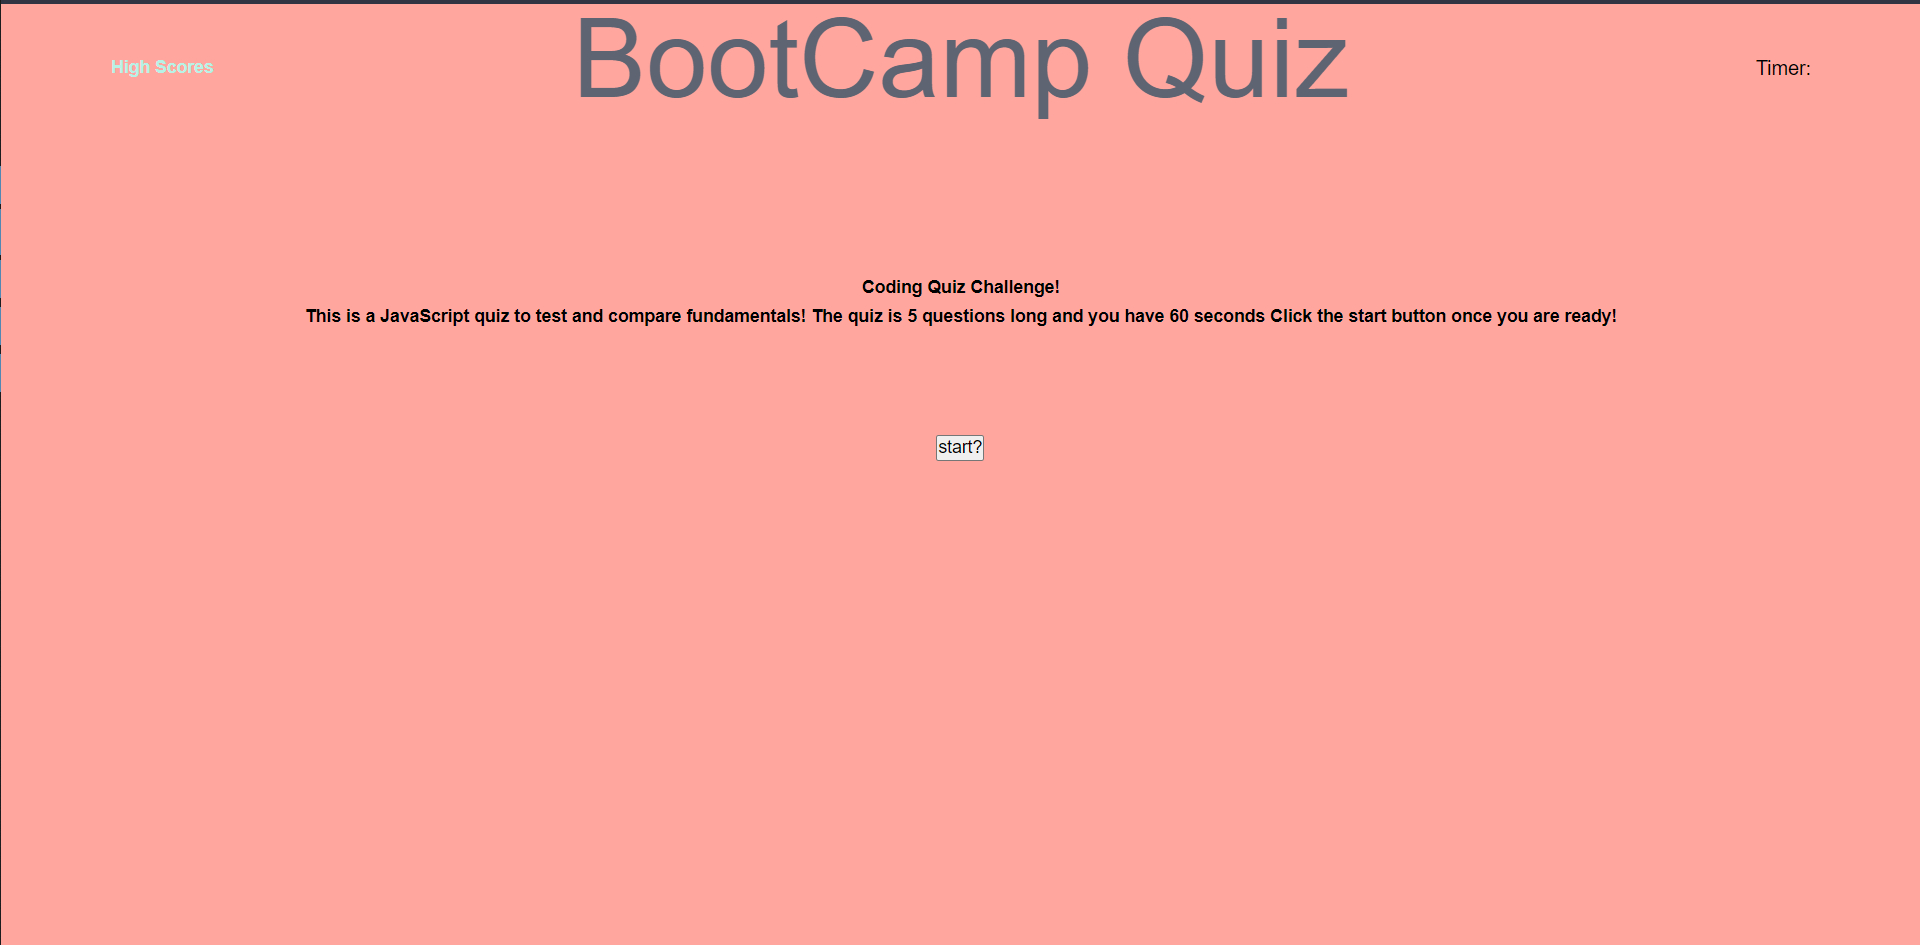 High Scores
BootCamp Quiz
Timer:
Coding Quiz Challenge!
This is a JavaScript quiz to test and compare fundamentals! The quiz is 5 questions long and you have 60 seconds Click the start button once you are ready!
start?